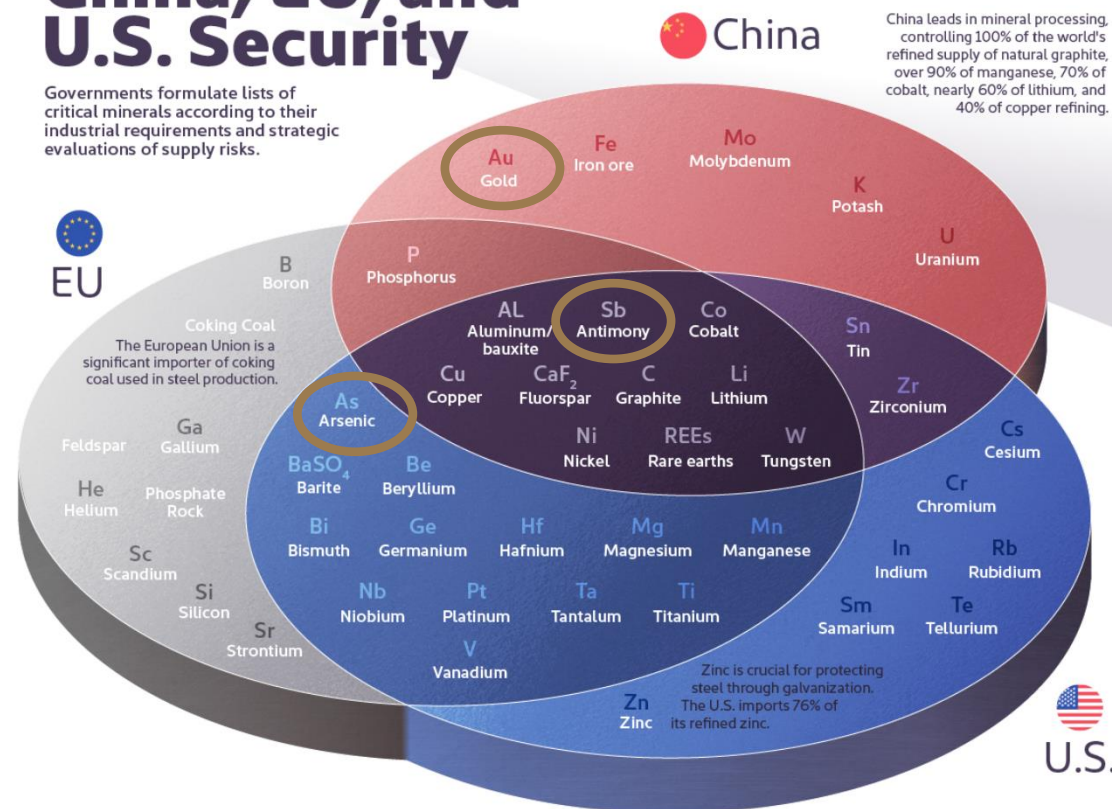 China, EU, and
U.S. Security
Governments formulate lists of
critical minerals according to their
industrial requirements and strategic
evaluations of supply risks.
China
China leads in mineral processing,
controlling 100% of the world's
refined supply of natural graphite,
over 90% of manganese, 70% of
cobalt, nearly 60% of lithium, and
40% of copper refining.
Au
Gold
Fe
Iron ore
Mo
Molybdenum
K
Potash
U
Uranium
EU
B
Boron
P
Phosphorus
Coking Coal
The European Union is a
significant importer of coking
coal used in steel production.
AL
Aluminum/
bauxite
Sb
Antimony
Co
Cobalt
Sn
Tin
Cu
Copper
CaF2
Fluorspar
C
Graphite
Li
Lithium
Zr
Zirconium
As
Arsenic
Feldspar
Ga
Gallium
Ni
Nickel
REEs
Rare earths
W
Tungsten
Cs
Cesium
He
Helium
Phosphate
Rock
BaSO4
Barite
Be
Beryllium
Cr
Chromium
Sc
Scandium
Bi
Bismuth
Ge
Germanium
Hf
Hafnium
Mg
Magnesium
Mn
Manganese
In
Indium
Rb
Rubidium
Si
Silicon
Nb
Niobium
Pt
Platinum
Ta
Tantalum
Ti
Titanium
Sm
Samarium
Te
Tellurium
Sr
Strontium
V
Vanadium
Zn
Zinc
Zinc is crucial for protecting
steel through galvanization.
The U.S. imports 76% of
its refined zinc.
U.S.